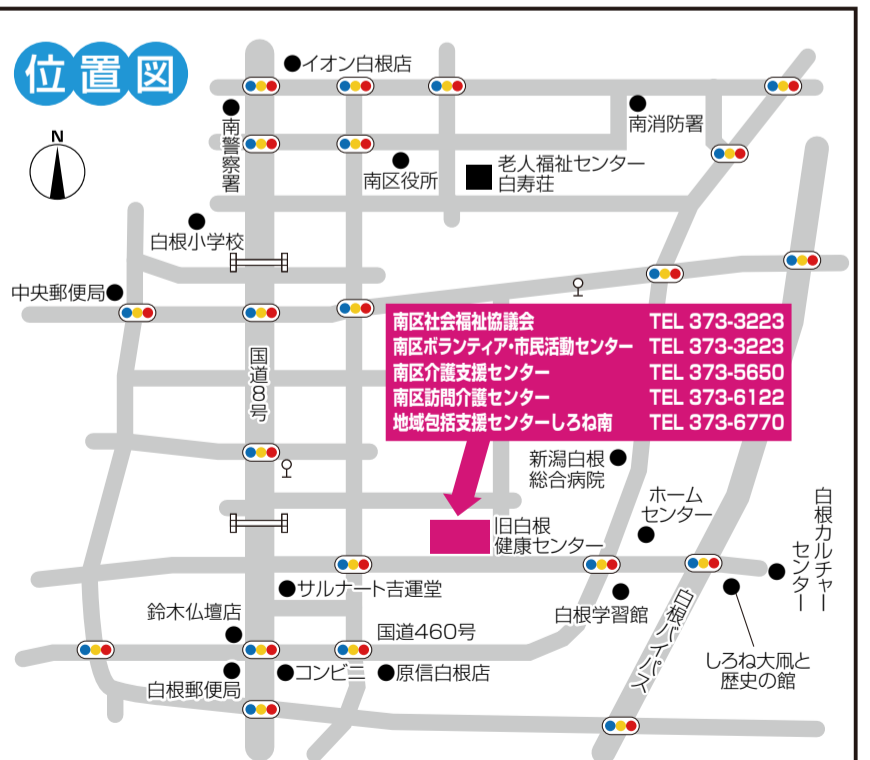 位置図
N
イオン白根店
南警察署
南消防署
南区役所
老人福祉センター
白寿荘
白根小学校
中央郵便局
国道8号
南区社会福祉協議会 TEL 373-3223
南区ボランティア・市民活動センター TEL 373-3223
南区介護支援センター TEL 373-5650
南区訪問介護センター TEL 373-6122
地域包括支援センターしろね南 TEL 373-6770
新潟白根
総合病院
ホーム
センター
白根カルチャー
センター
旧白根
健康センター
サルナート吉運堂
白根学習館
白根バイパス
鈴木仏壇店
国道460号
しろね大凧と
歴史の館
白根郵便局
コンビニ
原信白根店